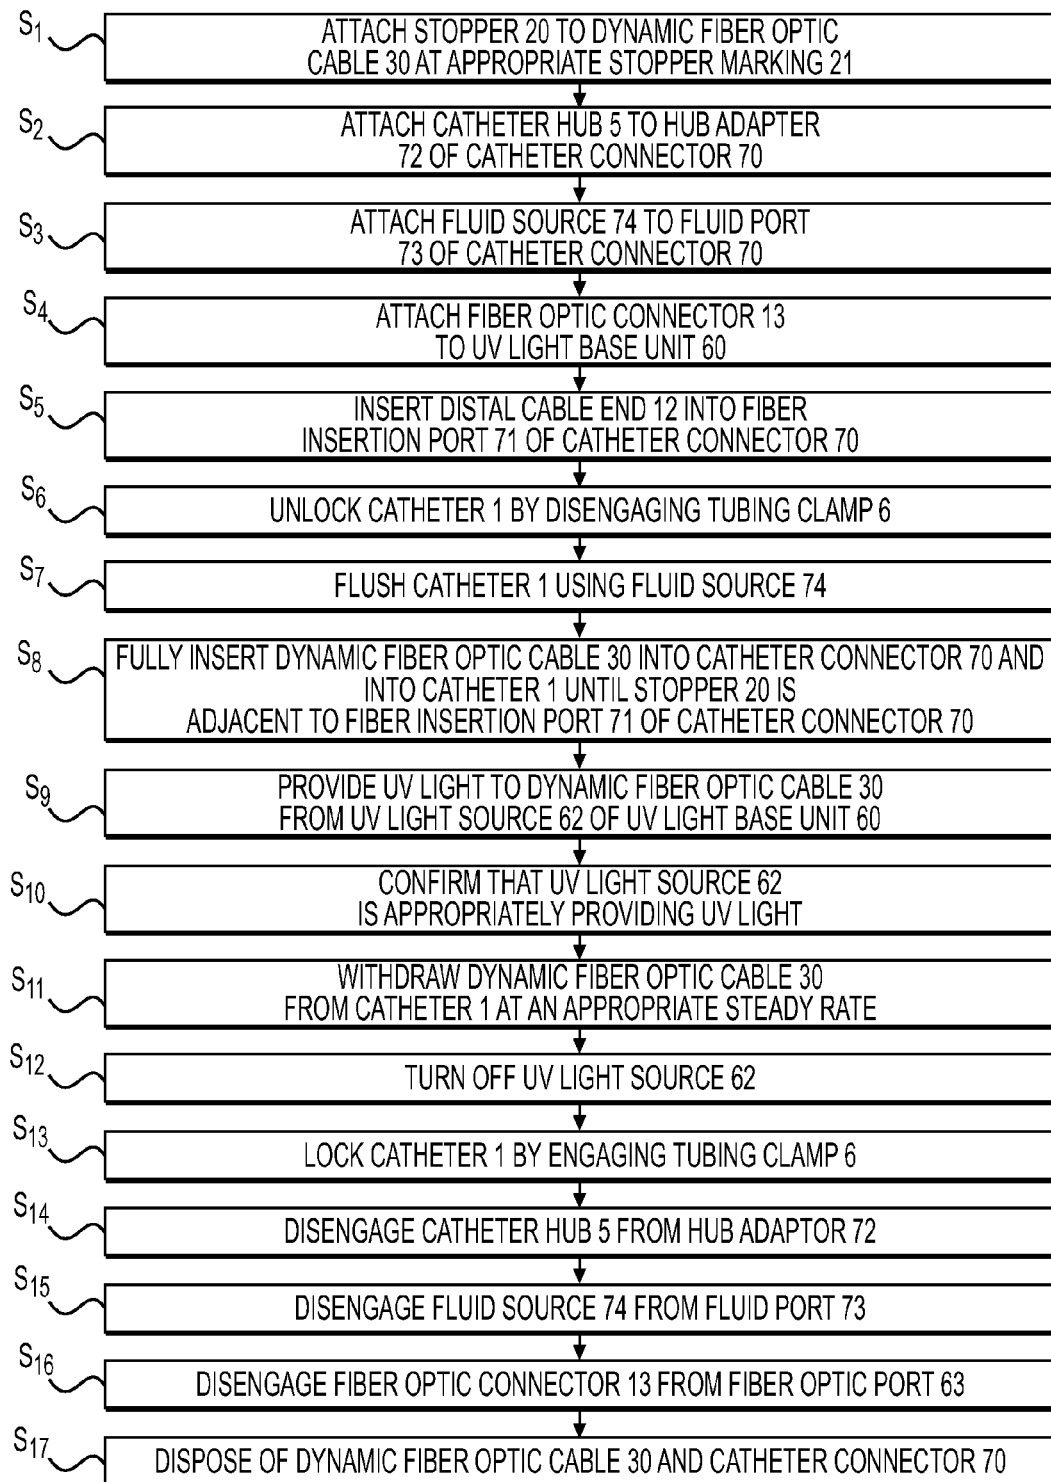 S1
ATTACH STOPPER 20 TO DYNAMIC FIBER OPTIC
CABLE 30 AT APPROPRIATE STOPPER MARKING 21
S2
ATTACH CATHETER HUB 5 TO HUB ADAPTER
72 OF CATHETER CONNECTOR 70
S3
ATTACH FLUID SOURCE 74 TO FLUID PORT
73 OF CATHETER CONNECTOR 70
S4
ATTACH FIBER OPTIC CONNECTOR 13
TO UV LIGHT BASE UNIT 60
S5
INSERT DISTAL CABLE END 12 INTO FIBER
INSERTION PORT 71 OF CATHETER CONNECTOR 70
S6
UNLOCK CATHETER 1 BY DISENGAGING TUBING CLAMP 6
S7
FLUSH CATHETER 1 USING FLUID SOURCE 74
S8
FULLY INSERT DYNAMIC FIBER OPTIC CABLE 30 INTO CATHETER CONNECTOR 70 AND
INTO CATHETER 1 UNTIL STOPPER 20 IS
ADJACENT TO FIBER INSERTION PORT 71 OF CATHETER CONNECTOR 70
S9
PROVIDE UV LIGHT TO DYNAMIC FIBER OPTIC CABLE 30
FROM UV LIGHT SOURCE 62 OF UV LIGHT BASE UNIT 60
S10
CONFIRM THAT UV LIGHT SOURCE 62
IS APPROPRIATELY PROVIDING UV LIGHT
S11
WITHDRAW DYNAMIC FIBER OPTIC CABLE 30
FROM CATHETER 1 AT AN APPROPRIATE STEADY RATE
S12
TURN OFF UV LIGHT SOURCE 62
S13
LOCK CATHETER 1 BY ENGAGING TUBING CLAMP 6
S14
DISENGAGE CATHETER HUB 5 FROM HUB ADAPTOR 72
S15
DISENGAGE FLUID SOURCE 74 FROM FLUID PORT 73
S16
DISENGAGE FIBER OPTIC CONNECTOR 13 FROM FIBER OPTIC PORT 63
S17
DISPOSE OF DYNAMIC FIBER OPTIC CABLE 30 AND CATHETER CONNECTOR 70